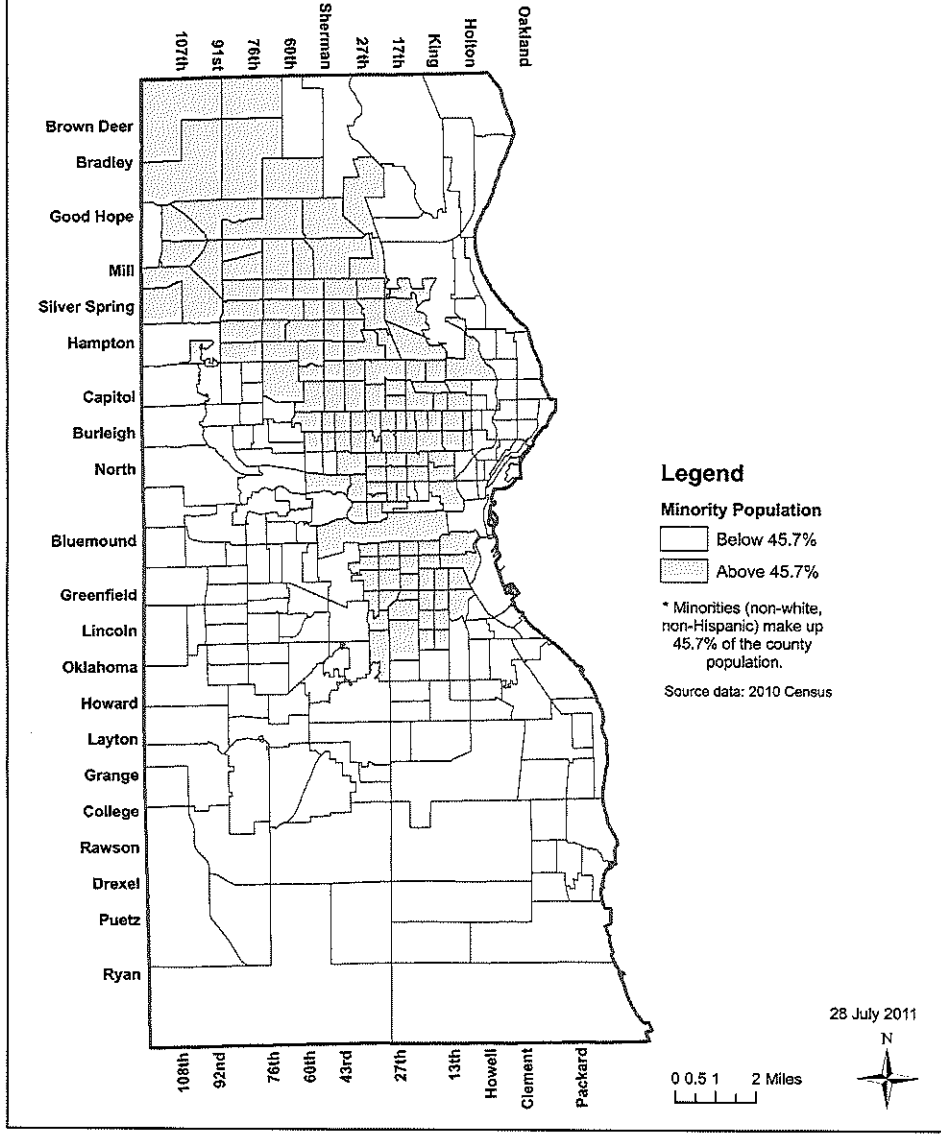 107th
91st
76th
60th
Sherman
27th
17th
King
Holton
Oakland
Brown Deer
Bradley
Good Hope
Mill
Silver Spring
Hampton
Capitol
Burleigh
North
Bluemound
Greenfield
Lincoln
Oklahoma
Howard
Layton
Grange
College
Rawson
Drexel
Puetz
Ryan
Legend
Minority Population
Below 45.7%
Above 45.7%
* Minorities (non-white,
non-Hispanic) make up
45.7% of the county
population.
Source data: 2010 Census
28 July 2011
N
0 0.5 1 2 Miles
108th
92nd
76th
60th
43rd
27th
13th
Howell
Clement
Packard